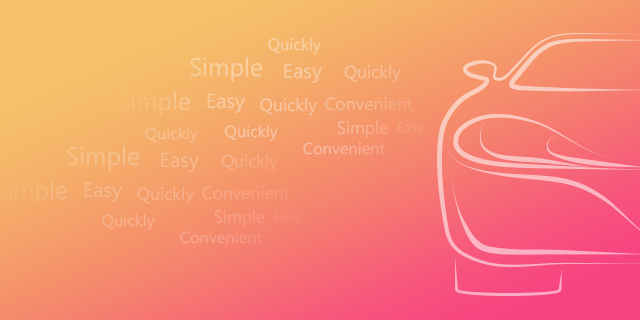 Quickly
Simple Easy Quickly
Simple Easy Quickly Convenient
Quickly Quickly Simple Easy
Convenient
Simple Easy Quickly
Simple Easy Quickly Convenient
Quickly Simple Easy
Convenient